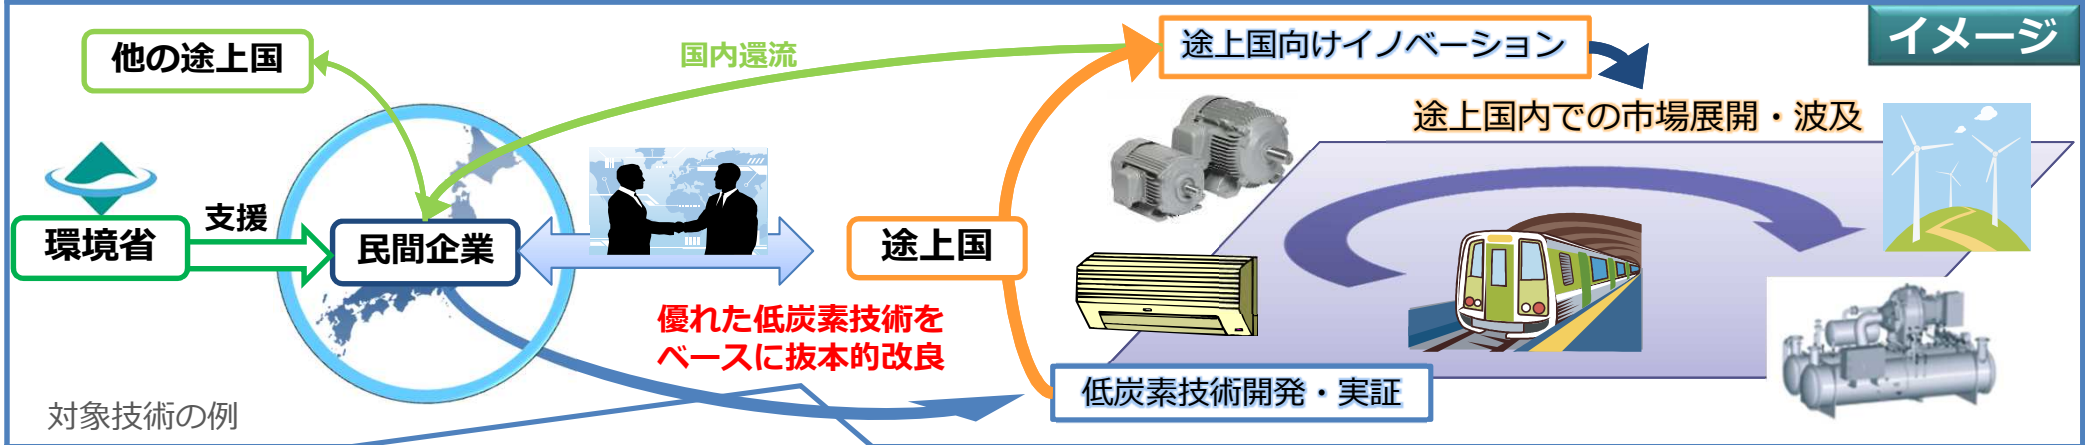 イメージ
他の途上国
国内還流
途上国向けイノベーション
途上国内での市場展開・波及
環境省
支援
民間企業
途上国
優れた低炭素技術を
ベースに抜本的改良
低炭素技術開発・実証
対象技術の例